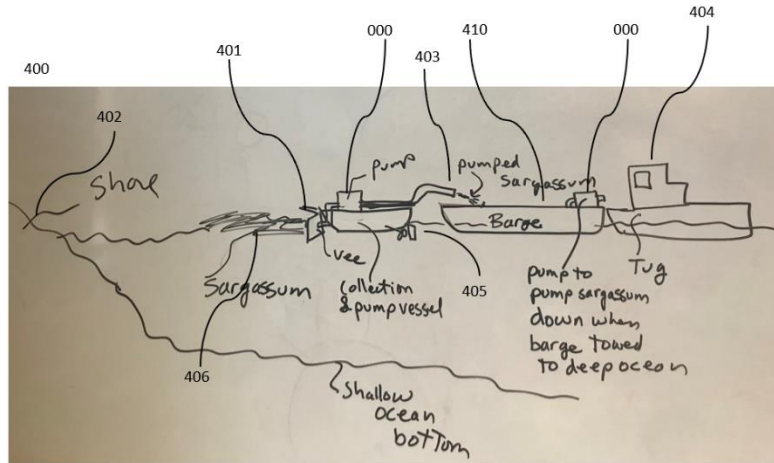 000
410
000
404
401
403
400
402
pump
pumped
sargassum
Shore
Barge
Vee
Tug
Sargassum
collection
& pump vessel
405
pump to
pump sargassum
down when
barge towed
to deep ocean
406
Shallow
ocean
bottom